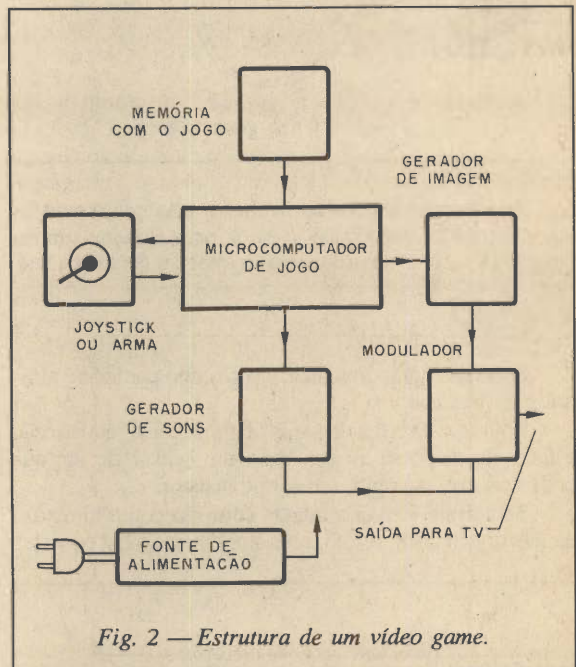 MEMÓRIA
COM O JOGO
GERADOR
DE IMAGEM
MICROCOMPUTADOR
DE JOGO
JOYSTICK
OU ARMA
MODULADOR
GERADOR
DE SONS
SAÍDA PARA TV
FONTE DE
ALIMENTAÇÃO
Fig. 2 — Estrutura de um vídeo game.